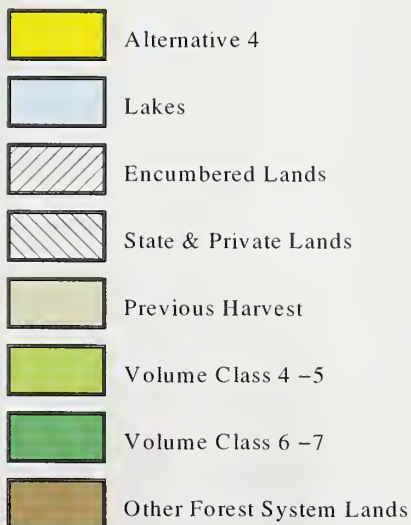 Alternative 4
Lakes
Encumbered Lands
State & Private Lands
Previous Harvest
Volume Class 4 –5
Volume Class 6 –7
Other Forest System Lands